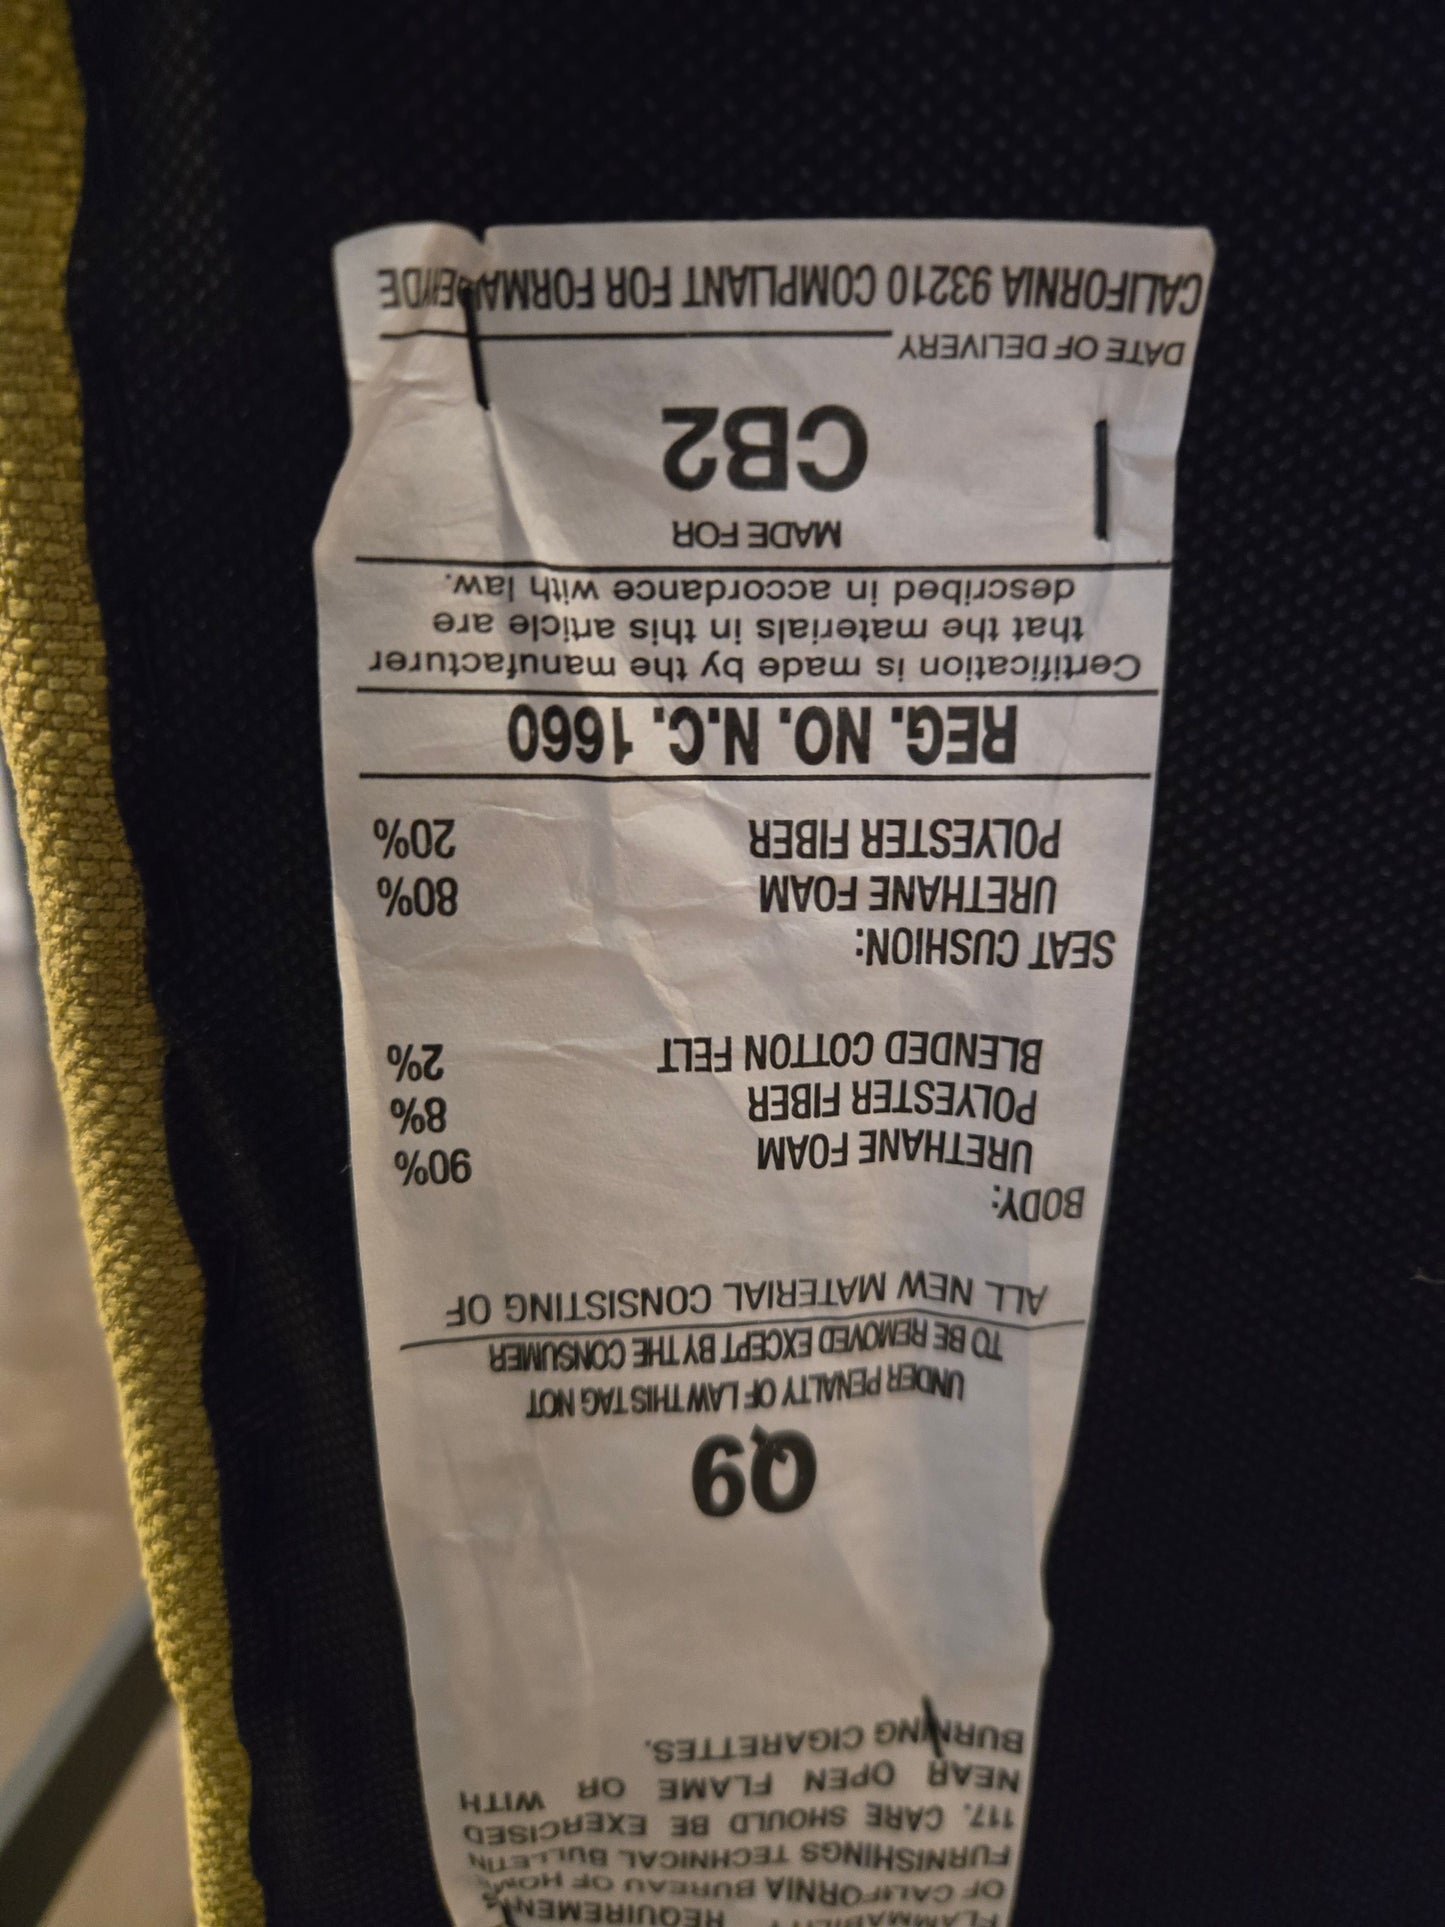 FLAMMABILITY REQUIREMENTS
OF CALIFORNIA BUREAU OF HOME
FURNISHINGS TECHNICAL BULLETIN
117. CARE SHOULD BE EXERCISED
NEAR OPEN FLAME OR WITH
BURNING CIGARETTES.
Q9
UNDER PENALTY OF LAW THIS TAG NOT
TO BE REMOVED EXCEPT BY THE CONSUMER
ALL NEW MATERIAL CONSISTING OF
BODY:
URETHANE FOAM 90%
POLYESTER FIBER 8%
BLENDED COTTON FELT 2%
SEAT CUSHION:
URETHANE FOAM 80%
POLYESTER FIBER 20%
REG. NO. N.C. 1660
Certification is made by the manufacturer
that the materials in this article are
described in accordance with law.
MADE FOR
CB2
DATE OF DELIVERY
CALIFORNIA 93210 COMPLIANT FOR FORMALDEHYDE